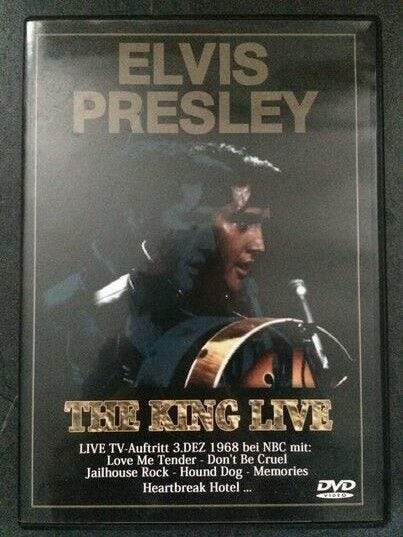 ELVIS
PRESLEY
THE KING LIVE
LIVE TV-Auftritt 3.DEZ 1968 bei NBC mit:
Love Me Tender - Don't Be Cruel
Jailhouse Rock - Hound Dog - Memories
Heartbreak Hotel ...
DVD
VIDEO